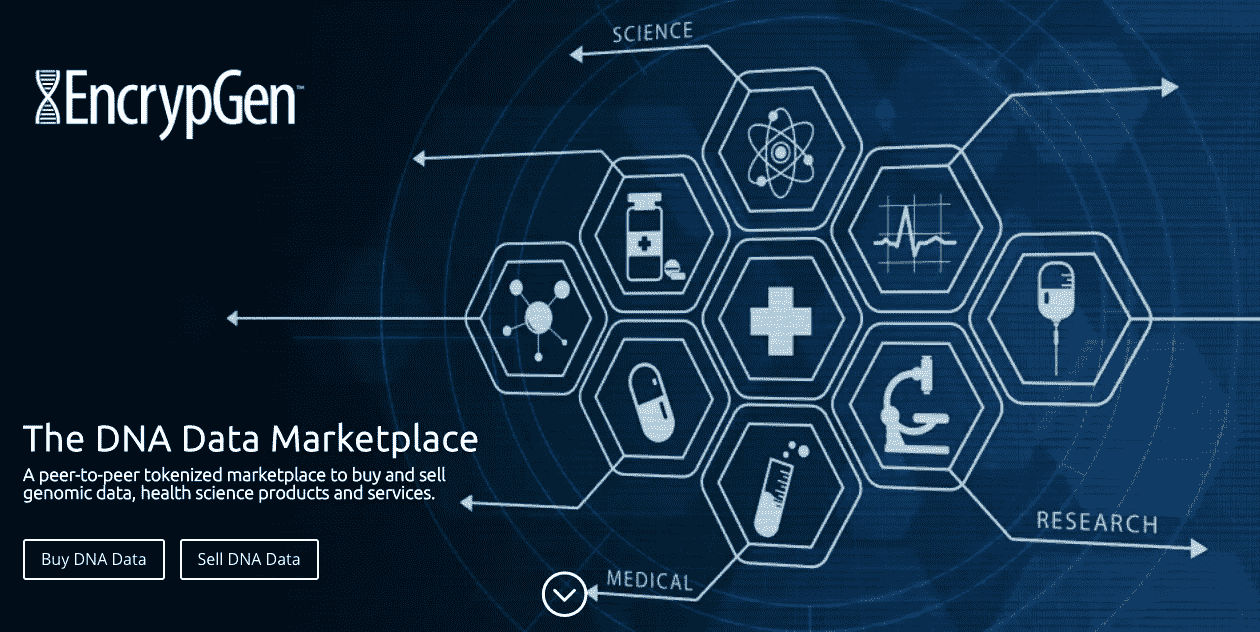 SCIENCE
EncrypGen™
The DNA Data Marketplace
A peer-to-peer tokenized marketplace to buy and sell
genomic data, health science products and services.
RESEARCH
Buy DNA Data
Sell DNA Data
MEDICAL